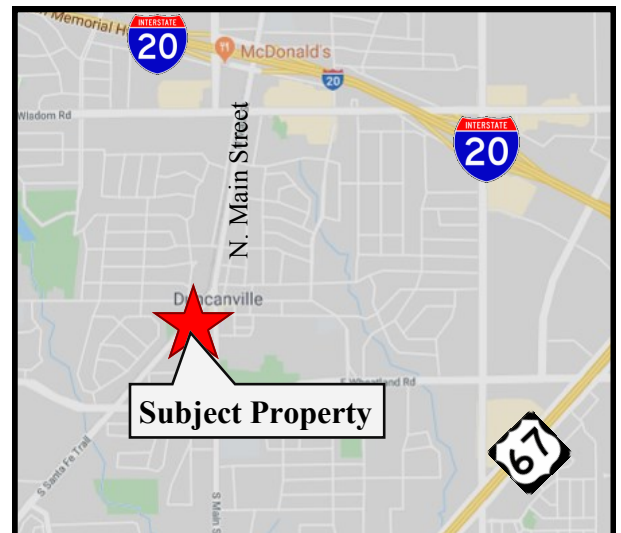 n Memorial H
INTERSTATE
20
McDonald's
20
Wisdom Rd
N. Main Street
INTERSTATE
20
Duncanville
E Wheatland Rd
Subject Property
67
S Santa Fe Trail
S Main S